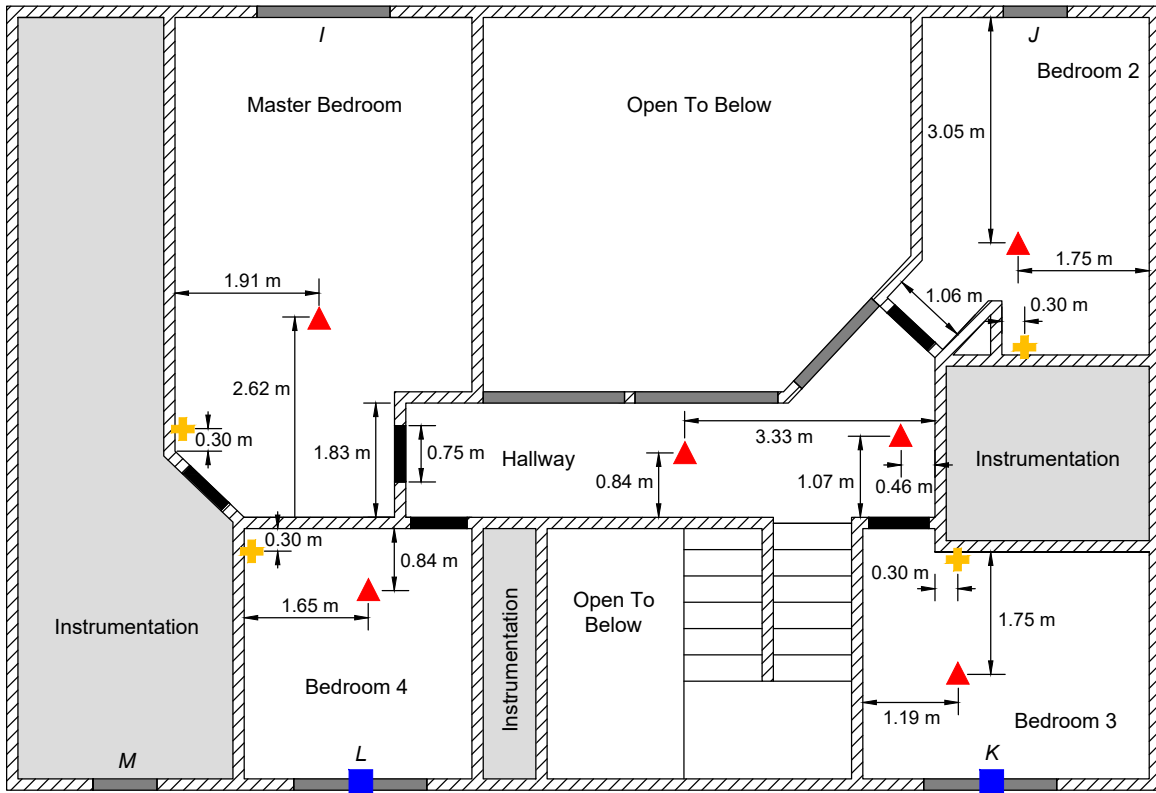 I
J
Bedroom 2
Master Bedroom
Open To Below
3.05 m
1.91 m
1.75 m
1.06 m
0.30 m
2.62 m
0.30 m
1.83 m
0.75 m
Hallway
3.33 m
0.84 m
1.07 m
0.46 m
Instrumentation
0.30 m
0.84 m
0.30 m
1.65 m
Open To
Below
1.75 m
Instrumentation
Instrumentation
Bedroom 4
1.19 m
Bedroom 3
M
L
K